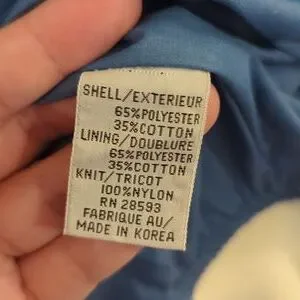 SHELL/EXTERIEUR
65%POLYESTER
35%COTTON
LINING/DOUBLURE
65%POLYESTER
35%COTTON
KNIT/TRICOT
100%NYLON
RN 28593
FABRIQUE AU/
MADE IN KOREA